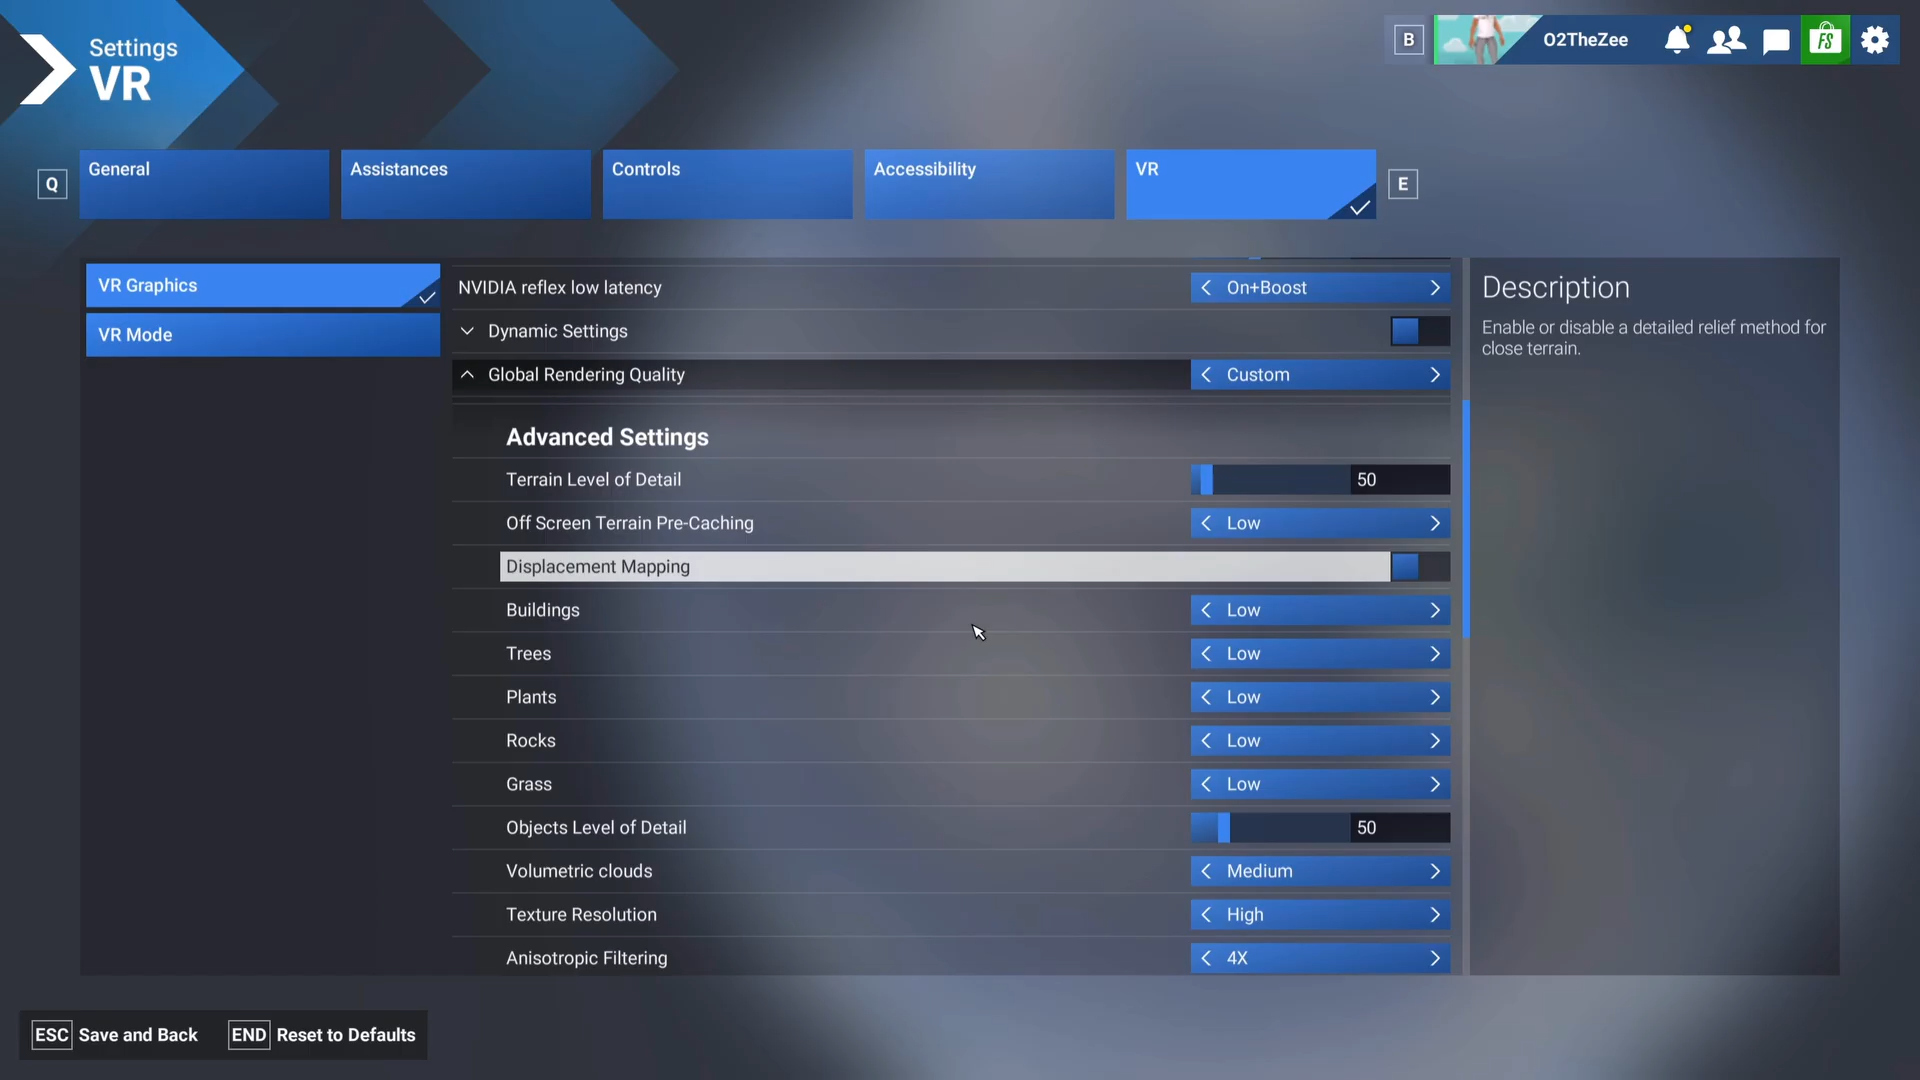 Settings
VR
B
O2TheZee
FS
Q
General
Assistances
Controls
Accessibility
VR
E
VR Graphics
VR Mode
NVIDIA reflex low latency
On+Boost
Dynamic Settings
Global Rendering Quality
Custom
Advanced Settings
Terrain Level of Detail
50
Off Screen Terrain Pre-Caching
Low
Displacement Mapping
Buildings
Low
Trees
Low
Plants
Low
Rocks
Low
Grass
Low
Objects Level of Detail
50
Volumetric clouds
Medium
Texture Resolution
High
Anisotropic Filtering
4X
Description
Enable or disable a detailed relief method for
close terrain.
ESC Save and Back
END Reset to Defaults